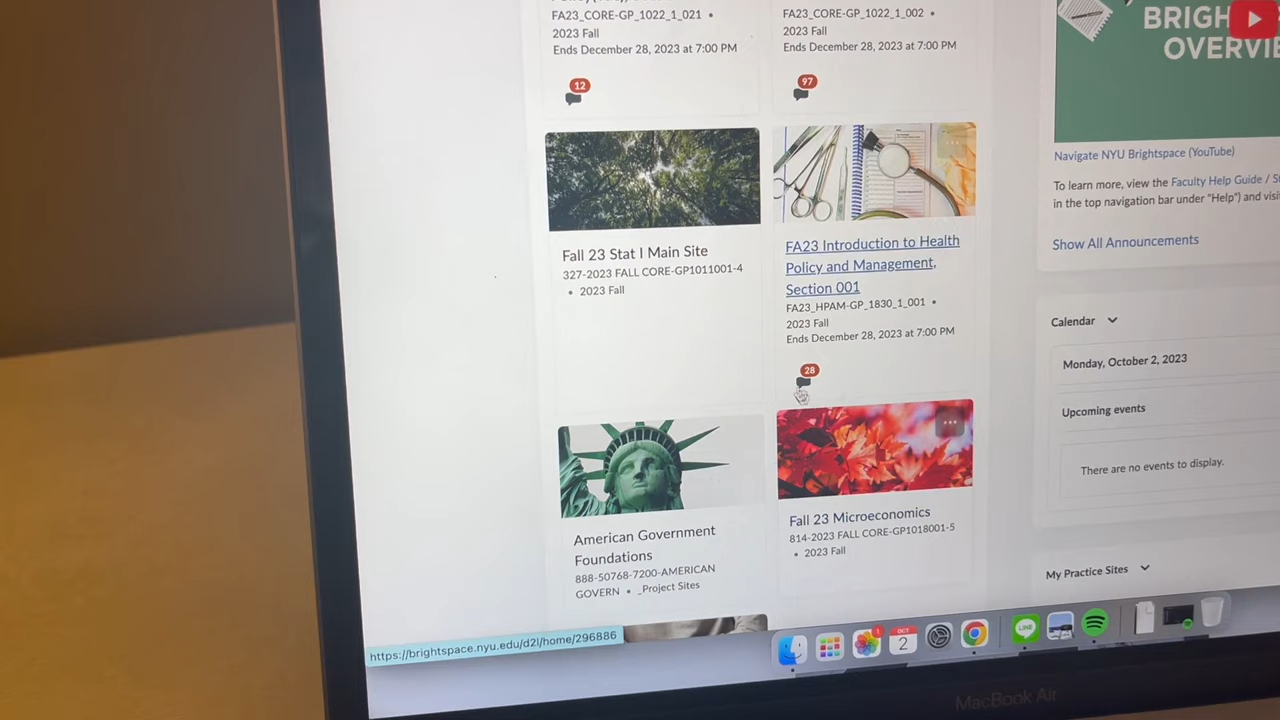 FA23_CORE-GP_1022_1_021 •
2023 Fall
Ends December 28, 2023 at 7:00 PM
12
FA23_CORE-GP_1022_1_002 •
2023 Fall
Ends December 28, 2023 at 7:00 PM
97
Fall 23 Stat I Main Site
327-2023 FALL CORE-GP1011001-4
• 2023 Fall
FA23 Introduction to Health
Policy and Management,
Section 001
FA23_HPAM-GP_1830_1_001 •
2023 Fall
Ends December 28, 2023 at 7:00 PM
28
American Government
Foundations
888-50768-7200-AMERICAN
GOVERN • _Project Sites
Fall 23 Microeconomics
814-2023 FALL CORE-GP1018001-5
• 2023 Fall
Navigate NYU Brightspace (YouTube)
To learn more, view the Faculty Help Guide /
in the top navigation bar under "Help") and
Show All Announcements
Calendar
Monday, October 2, 2023
Upcoming events
There are no events to display.
My Practice Sites
https://brightspace.nyu.edu/d2l/home/296886
1
OCT
2
LINE
MacBook Air